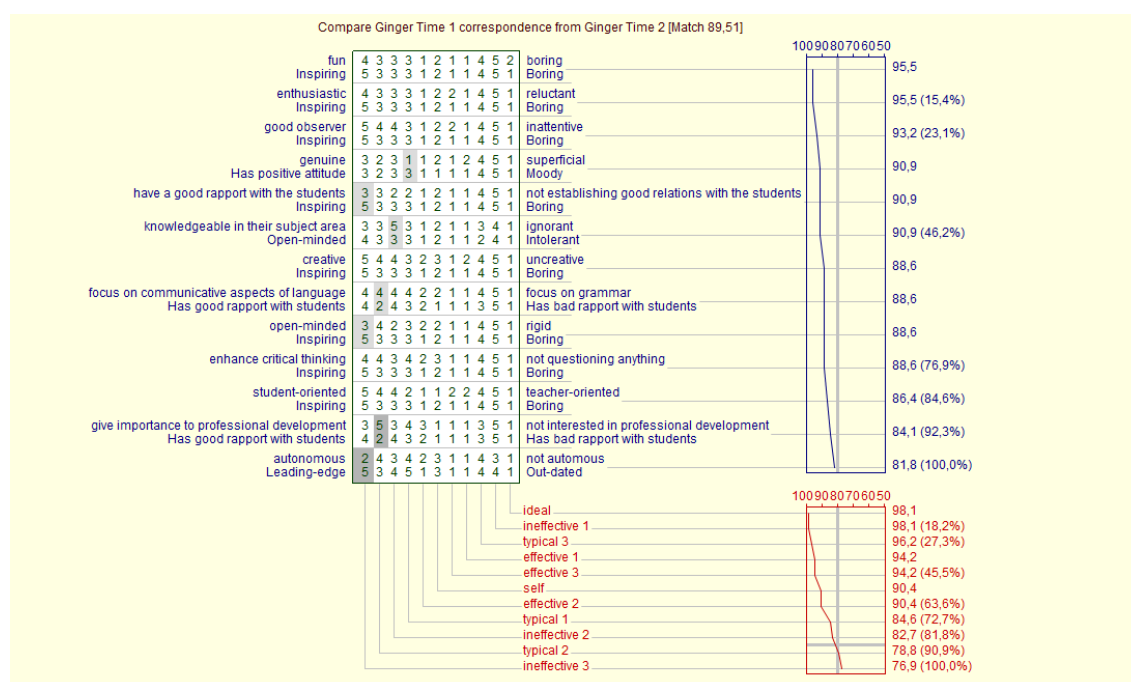 Compare Ginger Time 1 correspondence from Ginger Time 2 [Match 89,51]
100 90 80 70 60 50
fun 4 3 3 3 1 2 1 1 4 5 2 boring
Inspiring 5 3 3 3 1 2 1 1 4 5 1 Boring 95,5
enthusiastic 4 3 3 3 1 2 2 1 4 5 1 reluctant
Inspiring 5 3 3 3 1 2 1 1 4 5 1 Boring 95,5 (15,4%)
good observer 5 4 4 3 1 2 2 1 4 5 1 inattentive
Inspiring 5 3 3 3 1 2 1 1 4 5 1 Boring 93,2 (23,1%)
genuine 3 2 3 1 1 2 1 2 4 5 1 superficial
Has positive attitude 3 2 3 3 1 1 1 1 4 5 1 Moody 90,9
have a good rapport with the students 3 3 2 2 1 2 1 1 4 5 1 not establishing good relations with the students
Inspiring 5 3 3 3 1 2 1 1 4 5 1 Boring 90,9
knowledgeable in their subject area 3 3 5 3 1 2 1 1 3 4 1 ignorant
Open-minded 4 3 3 3 1 2 1 1 2 4 1 Intolerant 90,9 (46,2%)
creative 5 4 4 3 2 3 1 2 4 5 1 uncreative
Inspiring 5 3 3 3 1 2 1 1 4 5 1 Boring 88,6
focus on communicative aspects of language 4 4 4 4 2 2 1 1 4 5 1 focus on grammar
Has good rapport with students 4 2 4 3 2 1 1 1 3 5 1 Has bad rapport with students 88,6
open-minded 3 4 2 3 2 2 1 1 4 5 1 rigid
Inspiring 5 3 3 3 1 2 1 1 4 5 1 Boring 88,6
enhance critical thinking 4 4 3 4 2 3 1 1 4 5 1 not questioning anything
Inspiring 5 3 3 3 1 2 1 1 4 5 1 Boring 88,6 (76,9%)
student-oriented 5 4 4 2 1 1 2 2 4 5 1 teacher-oriented
Inspiring 5 3 3 3 1 2 1 1 4 5 1 Boring 86,4 (84,6%)
give importance to professional development 3 5 3 4 3 1 1 1 3 5 1 not interested in professional development
Has good rapport with students 4 2 4 3 2 1 1 1 3 5 1 Has bad rapport with students 84,1 (92,3%)
autonomous 2 4 3 4 2 3 1 1 4 3 1 not automous
Leading-edge 5 3 4 5 1 3 1 1 4 4 1 Out-dated 81,8 (100,0%)
100 90 80 70 60 50
ideal 98,1
ineffective 1 98,1 (18,2%)
typical 3 96,2 (27,3%)
effective 1 94,2
effective 3 94,2 (45,5%)
self 90,4
effective 2 90,4 (63,6%)
typical 1 84,6 (72,7%)
ineffective 2 82,7 (81,8%)
typical 2 78,8 (90,9%)
ineffective 3 76,9 (100,0%)